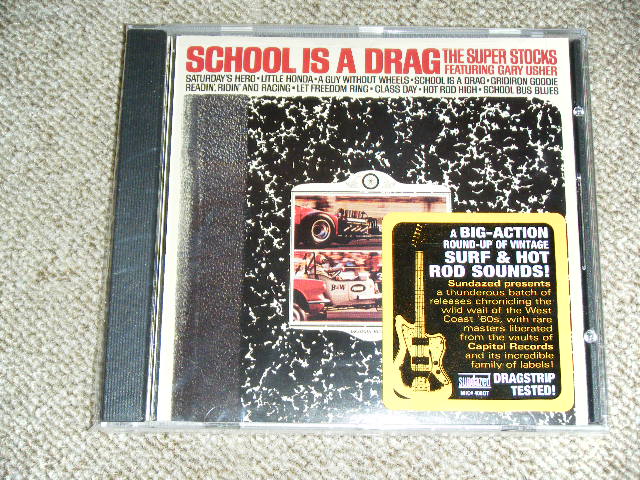 SCHOOL IS A DRAG THE SUPER STOCKS
FEATURING GARY USHER
SATURDAY'S HERO • LITTLE HONDA • A GUY WITHOUT WHEELS • SCHOOL IS A DRAG • GRIDIRON GOODIE
READIN', RIDIN' AND RACING • LET FREEDOM RING • CLASS DAY • HOT ROD HIGH • SCHOOL BUS BLUES
A BIG-ACTION
ROUND-UP OF VINTAGE
SURF & HOT
ROD SOUNDS!
Sundazed presents
a thunderous batch of
releases chronicling the
wild wail of the West
Coast '60s, with rare
masters liberated
from the vaults of
Capitol Records
and its incredible
family of labels!
sundazed
DRAGSTRIP
TESTED!